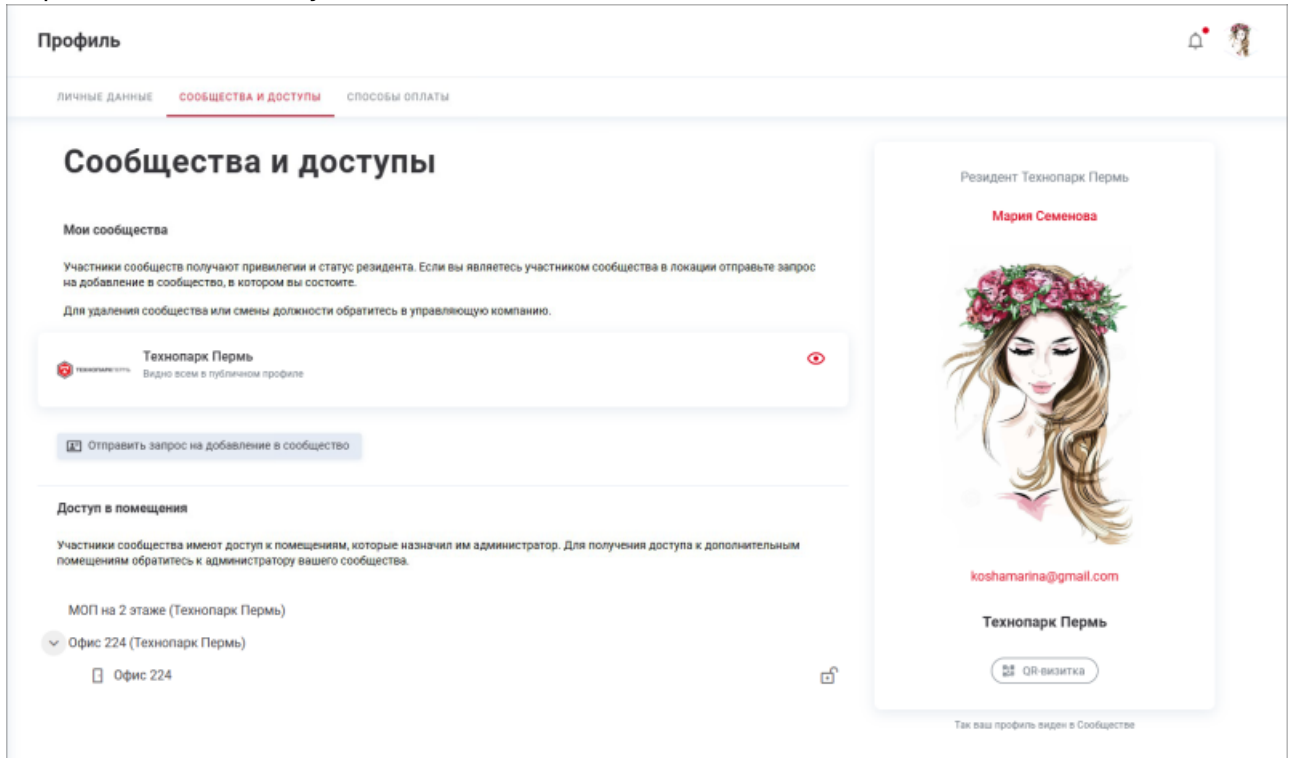 Профиль
ЛИЧНЫЕ ДАННЫЕ
СООБЩЕСТВА И ДОСТУПЫ
СПОСОБЫ ОПЛАТЫ
Сообщества и доступы
Мои сообщества
Участники сообществ получают привилегии и статус резидента. Если вы являетесь участником сообщества в локации отправьте запрос
на добавление в сообщество, в котором вы состоите.
Для удаления сообщества или смены должности обратитесь в управляющую компанию.
ТЕХНОПАРК ПЕРМЬ
Технопарк Пермь
Видно всем в публичном профиле
Отправить запрос на добавление в сообщество
Доступ в помещения
Участники сообщества имеют доступ к помещениям, которые назначил им администратор. Для получения доступа к дополнительным
помещениям обратитесь к администратору вашего сообщества.
МОП на 2 этаже (Технопарк Пермь)
Офис 224 (Технопарк Пермь)
Офис 224
Резидент Технопарк Пермь
Мария Семенова
koshamarina@gmail.com
Технопарк Пермь
QR-визитка
Так ваш профиль виден в Сообществе